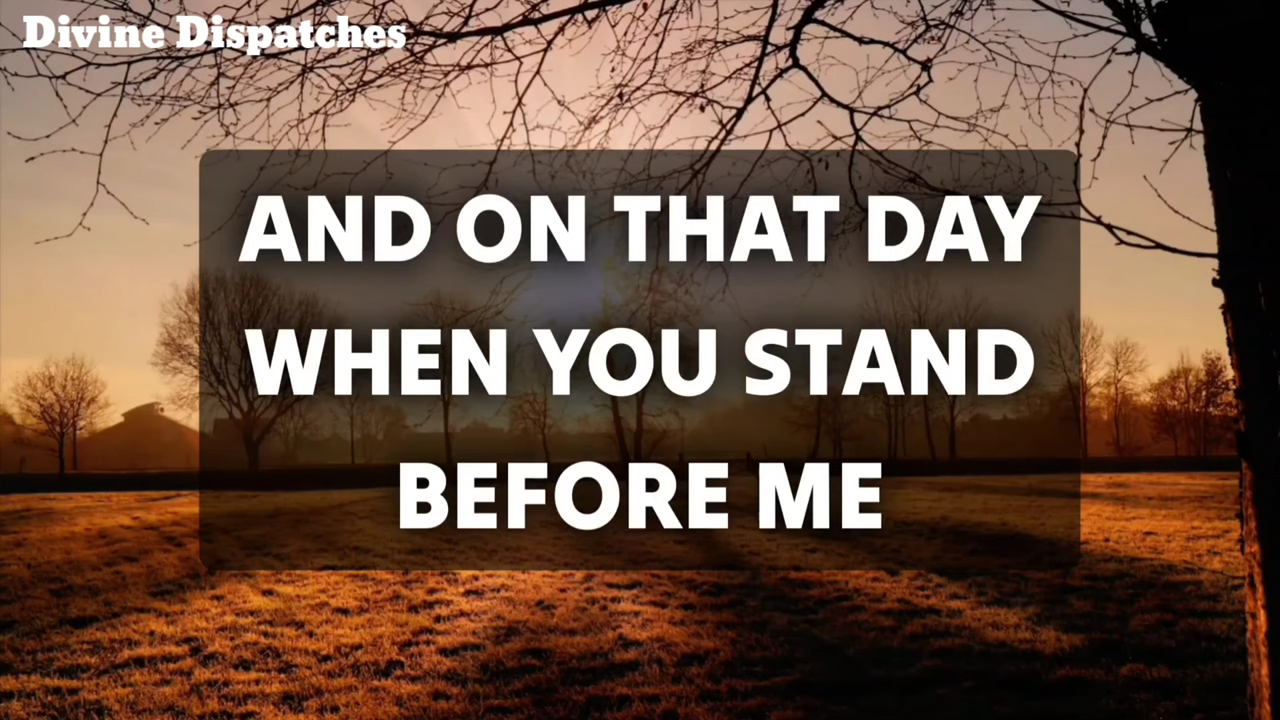 Divine Dispatches
AND ON THAT DAY
WHEN YOU STAND
BEFORE ME